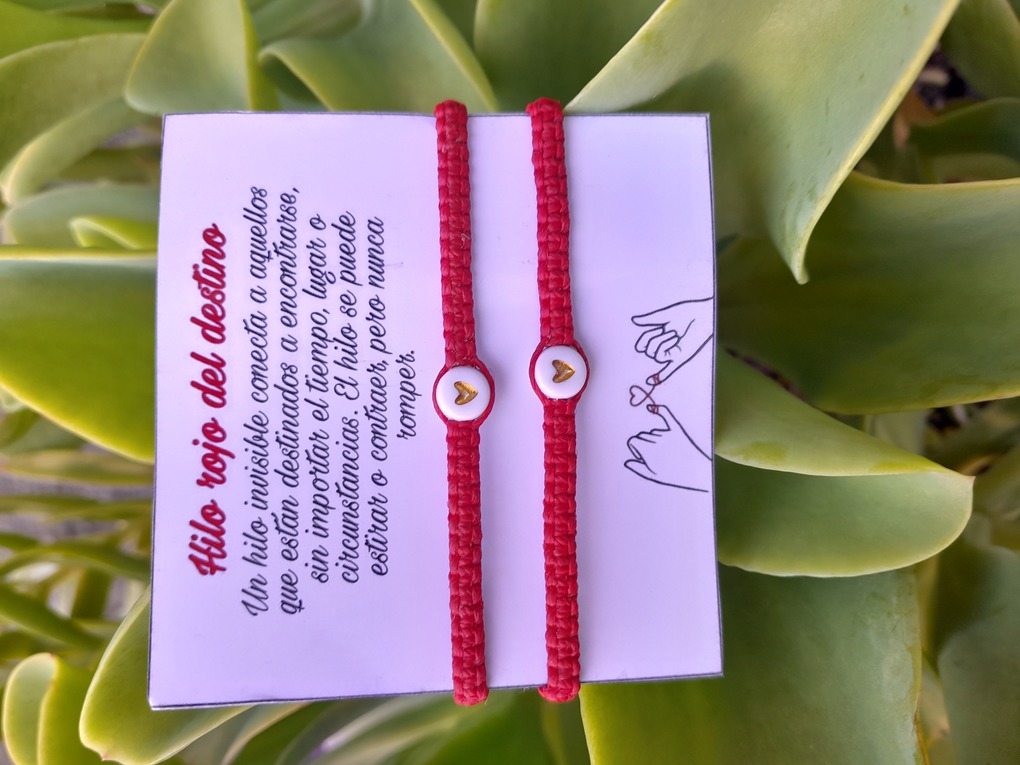 Hilo rojo del destino
Un hilo invisible conecta a aquellos
que están destinados a encontrarse,
sin importar el tiempo, lugar o
circunstancias. El hilo se puede
estirar o contraer, pero nunca
romper.